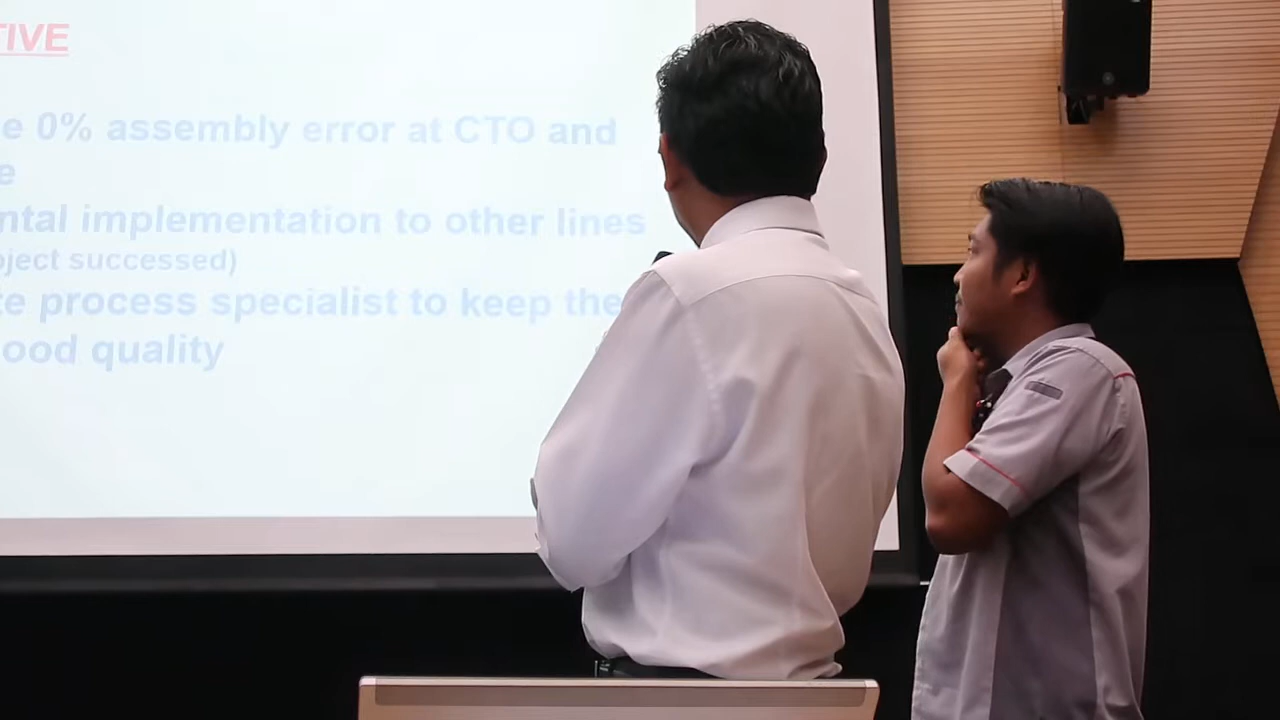 TIVE
e 0% assembly error at CTO and
e
ntal implementation to other lines
oject successed)
te process specialist to keep the
ood quality